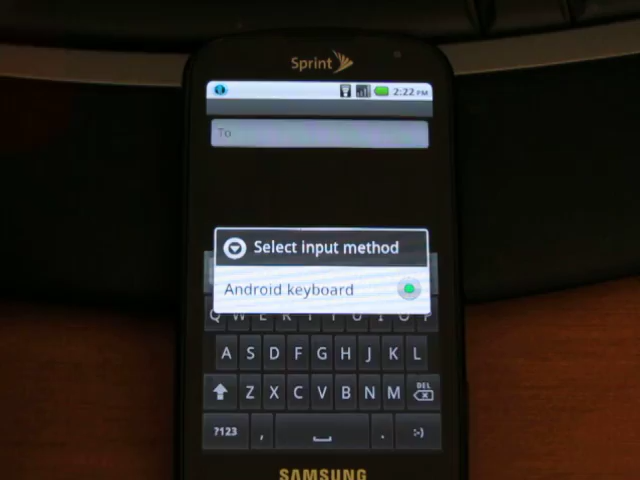 Sprint
2:22 PM
To
Select input method
Android keyboard
Q W E R T Y U I O P
A S D F G H J K L
Z X C V B N M DEL
?123 , . :-)
SAMSUNG